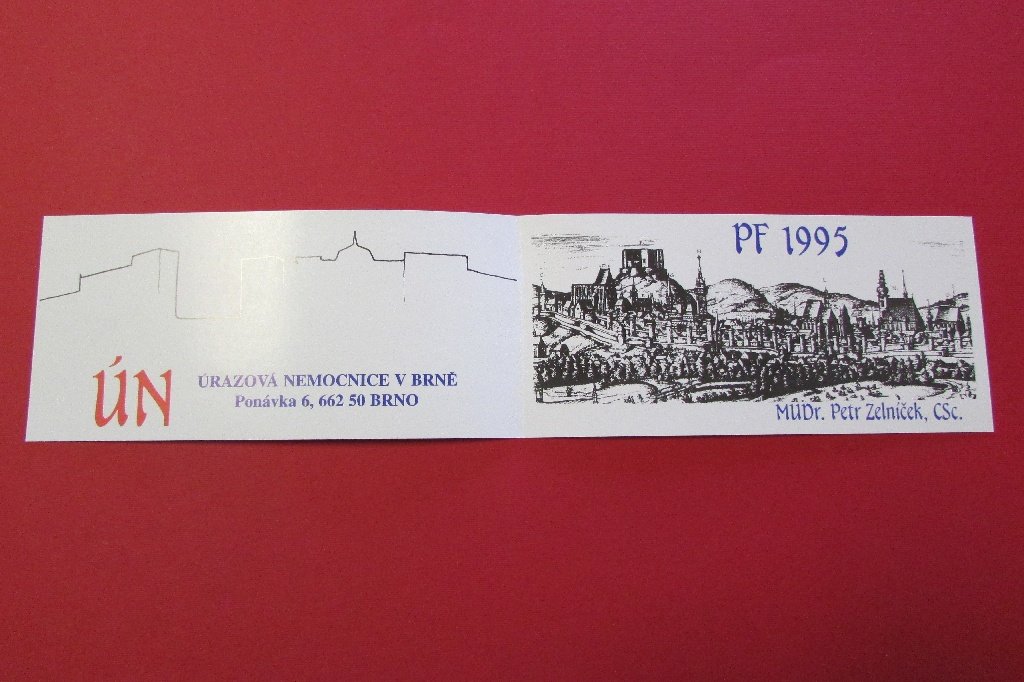 ÚN
ÚRAZOVÁ NEMOCNICE V BRNĚ
Ponávka 6, 662 50 BRNO
PF 1995
MUDr. Petr Zelníček, CSc.